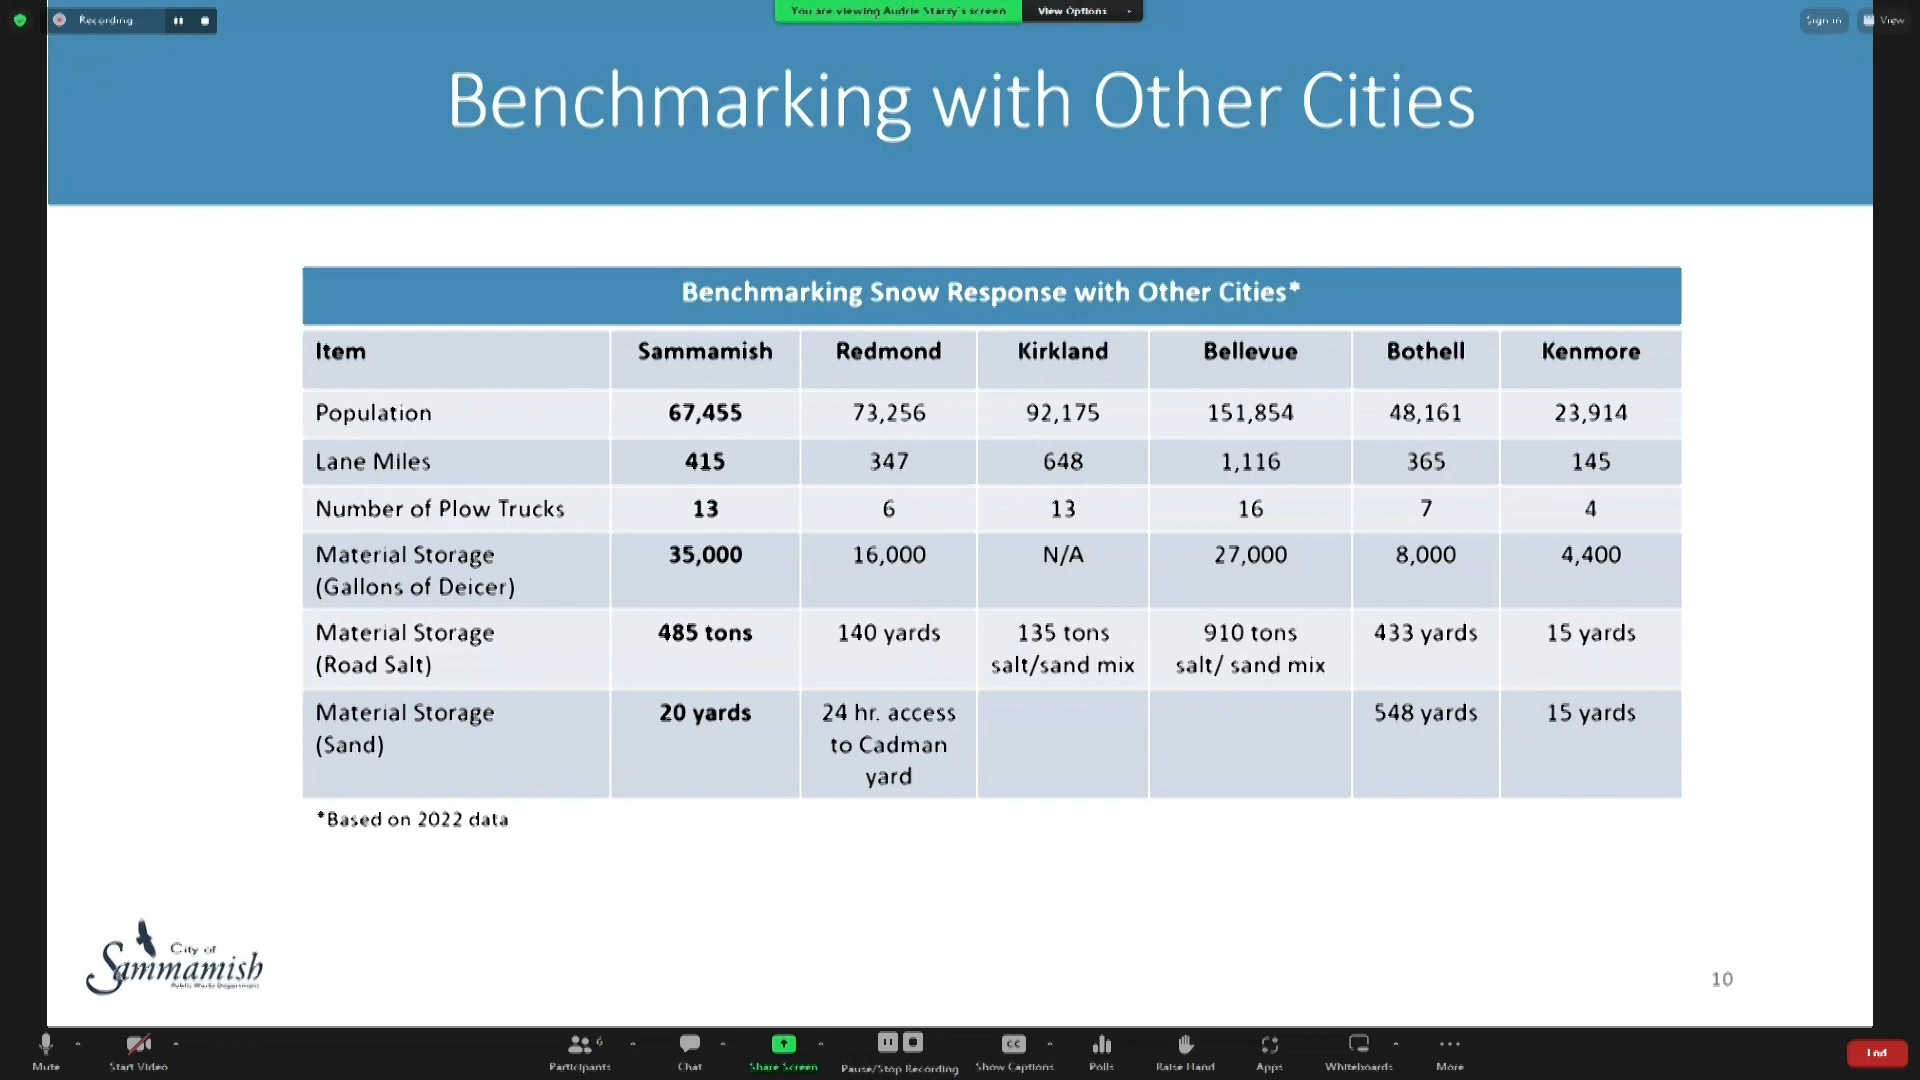 Recording
You are viewing Audrie Starsy's screen
View Options
Sign in
View
Benchmarking with Other Cities
Benchmarking Snow Response with Other Cities*
Item Sammamish Redmond Kirkland Bellevue Bothell Kenmore
Population 67,455 73,256 92,175 151,854 48,161 23,914
Lane Miles 415 347 648 1,116 365 145
Number of Plow Trucks 13 6 13 16 7 4
Material Storage 35,000 16,000 N/A 27,000 8,000 4,400
(Gallons of Deicer)
Material Storage 485 tons 140 yards 135 tons 910 tons 433 yards 15 yards
(Road Salt) salt/sand mix salt/ sand mix
Material Storage 20 yards 24 hr. access 548 yards 15 yards
(Sand) to Cadman
yard
*Based on 2022 data
City of
Sammamish
Public Works Department
10
6
CC
Mute Start Video Participants Chat Share Screen Pause/Stop Recording Show Captions Polls Raise Hand Apps Whiteboards More End